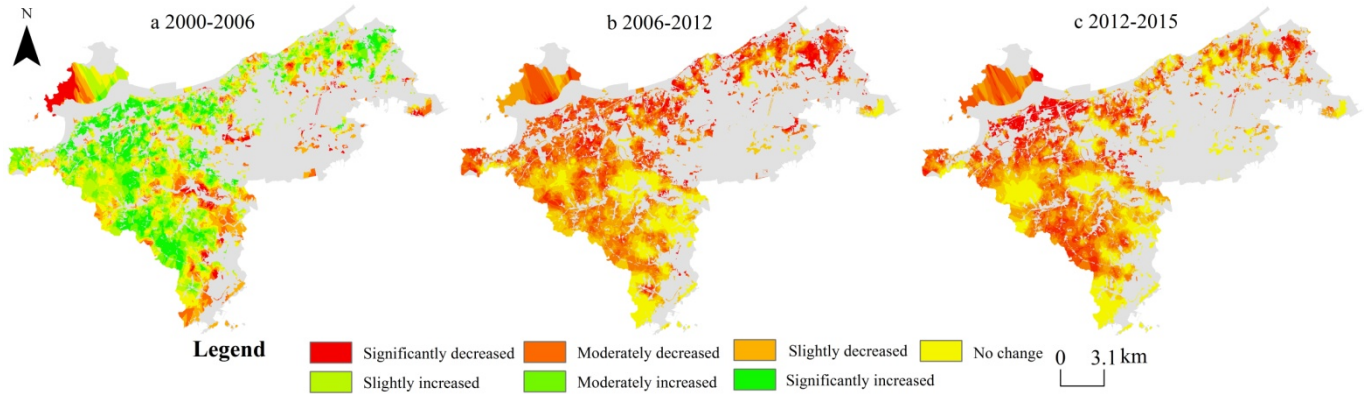 N
a 2000-2006
b 2006-2012
c 2012-2015
Legend
Significantly decreased
Moderately decreased
Slightly decreased
No change
0 3.1 km
Slightly increased
Moderately increased
Significantly increased